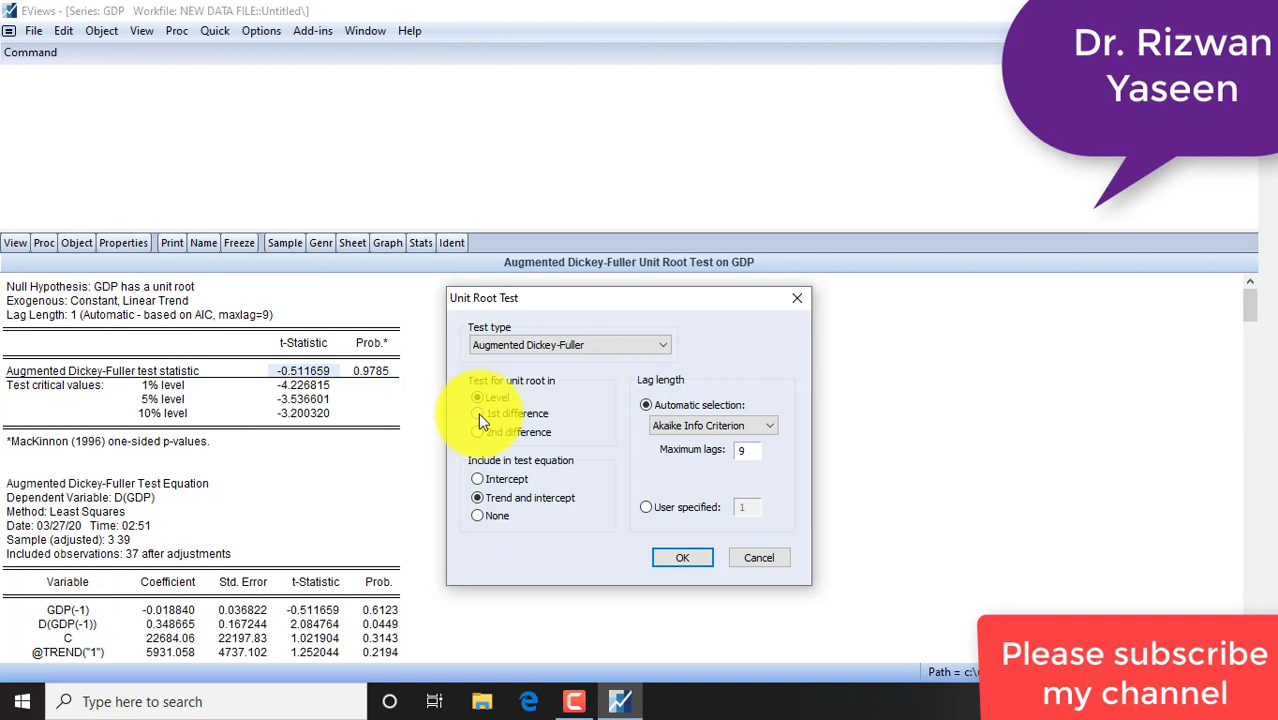 EViews - [Series: GDP   Workfile: NEW DATA FILE::Untitled\]
File Edit Object View Proc Quick Options Add-ins Window Help
Command
Dr. Rizwan
Yaseen
View Proc Object Properties Print Name Freeze Sample Genr Sheet Graph Stats Ident
Augmented Dickey-Fuller Unit Root Test on GDP
Null Hypothesis: GDP has a unit root
Exogenous: Constant, Linear Trend
Lag Length: 1 (Automatic - based on AIC, maxlag=9)
t-Statistic Prob.*
Augmented Dickey-Fuller test statistic -0.511659 0.9785
Test critical values: 1% level -4.226815
5% level -3.536601
10% level -3.200320
*MacKinnon (1996) one-sided p-values.
Augmented Dickey-Fuller Test Equation
Dependent Variable: D(GDP)
Method: Least Squares
Date: 03/27/20 Time: 02:51
Sample (adjusted): 3 39
Included observations: 37 after adjustments
Variable Coefficient Std. Error t-Statistic Prob.
GDP(-1) -0.018840 0.036822 -0.511659 0.6123
D(GDP(-1)) 0.348665 0.167244 2.084764 0.0449
C 22684.06 22197.83 1.021904 0.3143
@TREND("1") 5931.058 4737.102 1.252044 0.2194
Unit Root Test
Test type
Augmented Dickey-Fuller
Test for unit root in
Level
1st difference
2nd difference
Include in test equation
Intercept
Trend and intercept
None
Lag length
Automatic selection:
Akaike Info Criterion
Maximum lags: 9
User specified: 1
OK Cancel
Path = c:\
Please subscribe
my channel
Type here to search